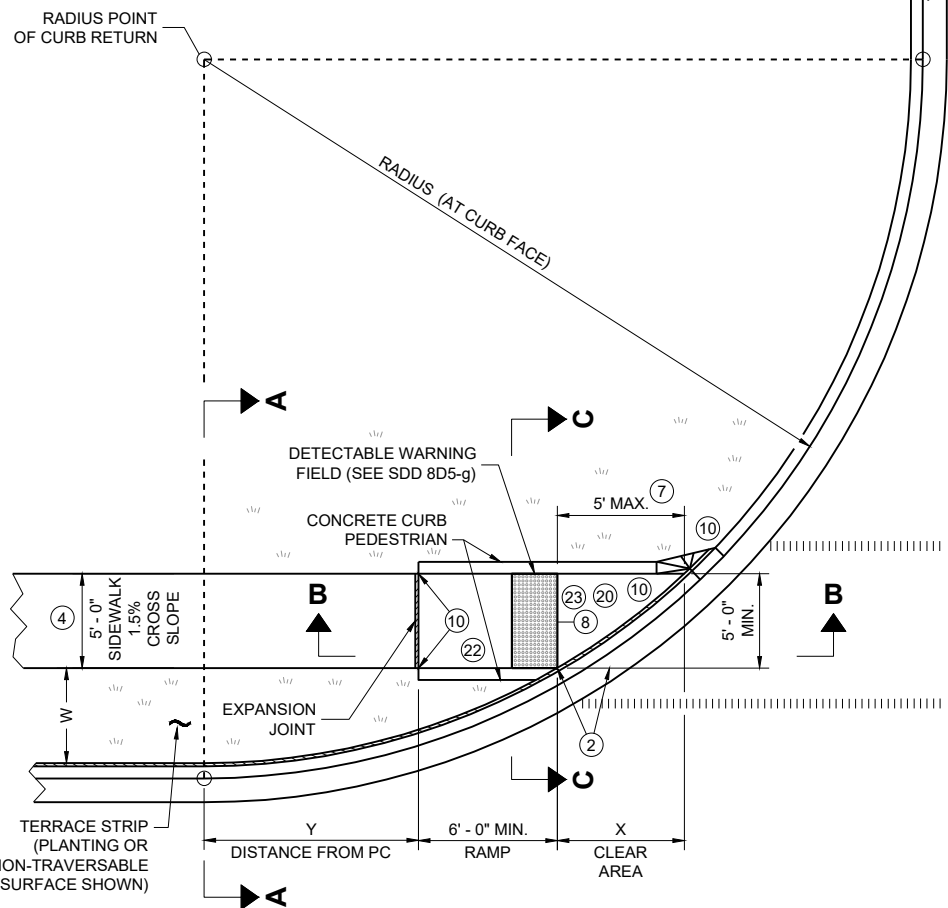 RADIUS POINT
OF CURB RETURN
RADIUS (AT CURB FACE)
A
C
DETECTABLE WARNING
FIELD (SEE SDD 8D5-g)
5' MAX.
7
10
CONCRETE CURB
PEDESTRIAN
4
5' - 0"
SIDEWALK
1.5%
CROSS
SLOPE
B
10
22
23
20
10
8
5' - 0"
MIN.
B
W
EXPANSION
JOINT
2
C
TERRACE STRIP
(PLANTING OR
NON-TRAVERSABLE
SURFACE SHOWN)
Y
DISTANCE FROM PC
6' - 0" MIN.
RAMP
X
CLEAR
AREA
A